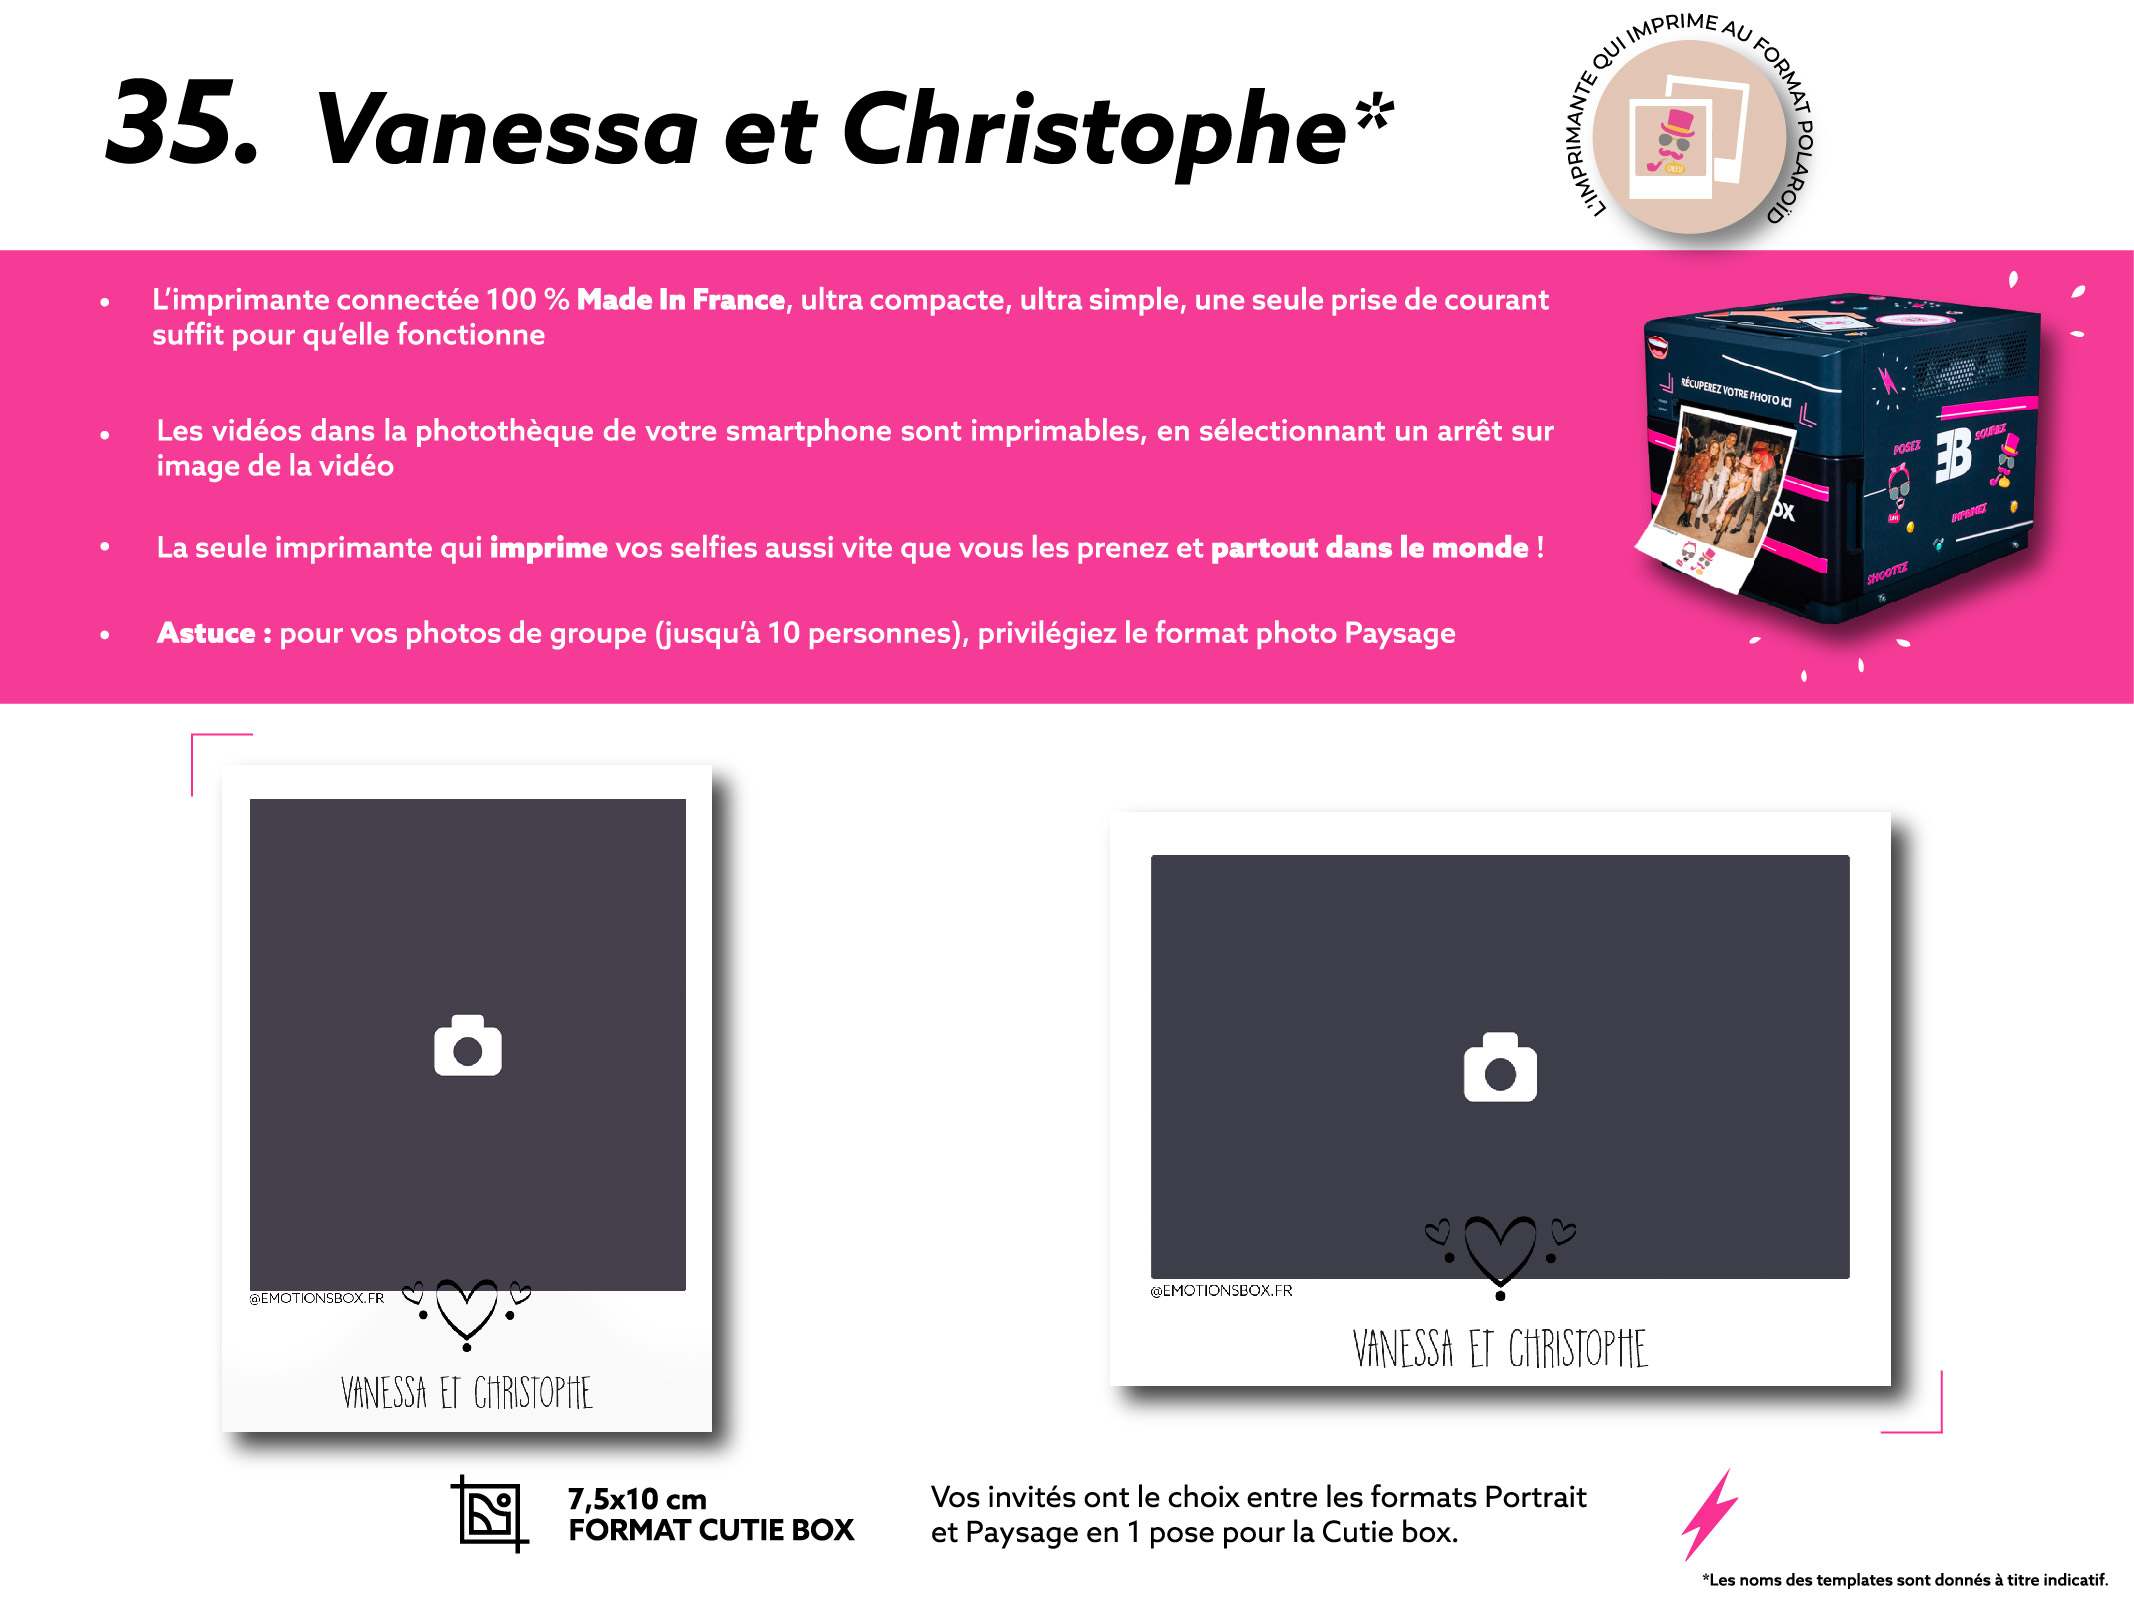 35. Vanessa et Christophe*
L'IMPRIMANTE QUI IMPRIME AU FORMAT POLAROÏD
• L'imprimante connectée 100 % Made In France, ultra compacte, ultra simple, une seule prise de courant
suffit pour qu'elle fonctionne
• Les vidéos dans la photothèque de votre smartphone sont imprimables, en sélectionnant un arrêt sur
image de la vidéo
• La seule imprimante qui imprime vos selfies aussi vite que vous les prenez et partout dans le monde !
• Astuce : pour vos photos de groupe (jusqu'à 10 personnes), privilégiez le format photo Paysage
RÉCUPEREZ VOTRE PHOTO ICI
POSEZ
SOURIEZ
EB
IMPRIMEZ
SHOOTEZ
OX
@EMOTIONSBOX.FR
VANESSA ET CHRISTOPHE
@EMOTIONSBOX.FR
VANESSA ET CHRISTOPHE
7,5x10 cm
FORMAT CUTIE BOX
Vos invités ont le choix entre les formats Portrait
et Paysage en 1 pose pour la Cutie box.
*Les noms des templates sont donnés à titre indicatif.